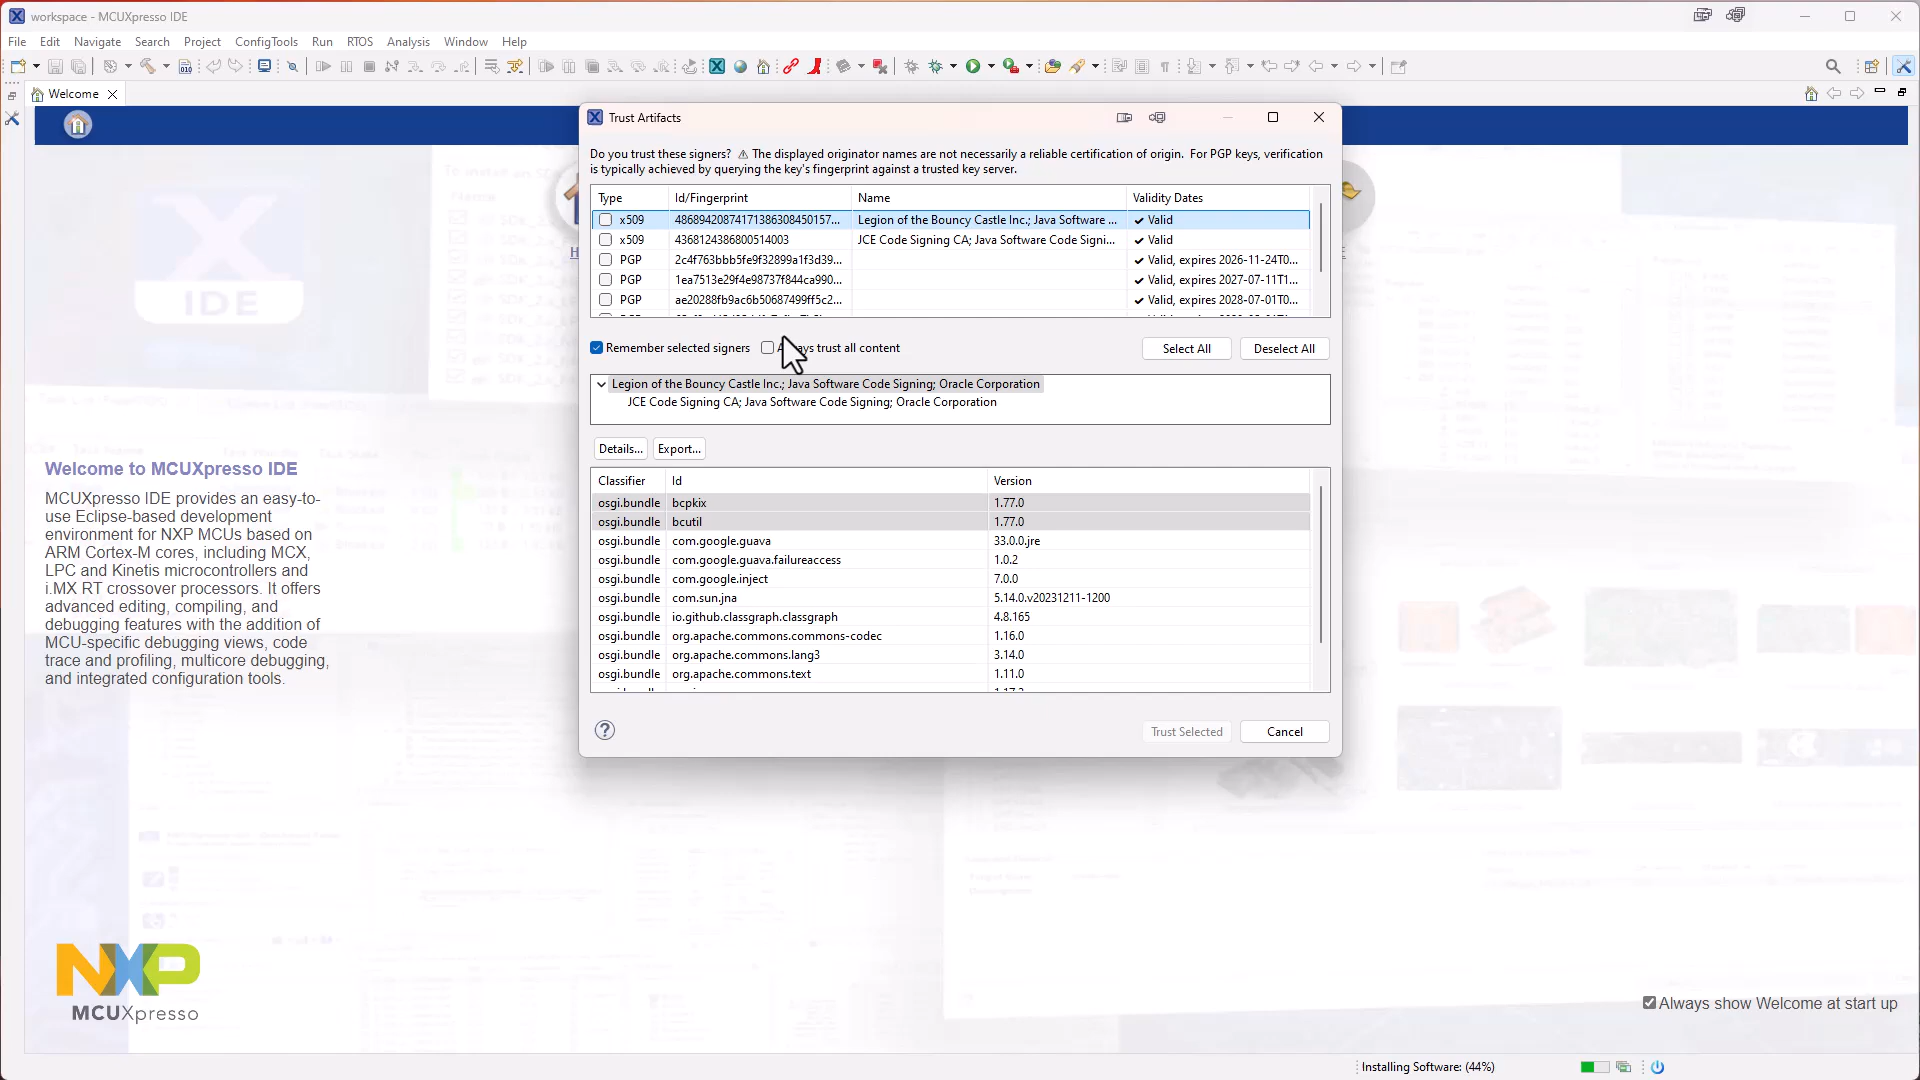 workspace - MCUXpresso IDE
File Edit Navigate Search Project ConfigTools Run RTOS Analysis Window Help
Welcome
Trust Artifacts
Do you trust these signers? ⚠ The displayed originator names are not necessarily a reliable certification of origin. For PGP keys, verification
is typically achieved by querying the key's fingerprint against a trusted key server.
Type Id/Fingerprint Name Validity Dates
x509 48689420874171386308450157... Legion of the Bouncy Castle Inc.; Java Software ... ✔ Valid
x509 4368124386800514003 JCE Code Signing CA; Java Software Code Signi... ✔ Valid
PGP 2c4f763bbb5fe9f32899a1f3d39... ✔ Valid, expires 2026-11-24T0...
PGP 1ea7513e29f4e98737f844ca990... ✔ Valid, expires 2027-07-11T1...
PGP ae20288fb9ac6b50687499ff5c2... ✔ Valid, expires 2028-07-01T0...
Remember selected signers trust all content Select All Deselect All
Legion of the Bouncy Castle Inc.; Java Software Code Signing; Oracle Corporation
JCE Code Signing CA; Java Software Code Signing; Oracle Corporation
Details... Export...
Classifier Id Version
osgi.bundle bcpkix 1.77.0
osgi.bundle bcutil 1.77.0
osgi.bundle com.google.guava 33.0.0.jre
osgi.bundle com.google.guava.failureaccess 1.0.2
osgi.bundle com.google.inject 7.0.0
osgi.bundle com.sun.jna 5.14.0.v20231211-1200
osgi.bundle io.github.classgraph.classgraph 4.8.165
osgi.bundle org.apache.commons.commons-codec 1.16.0
osgi.bundle org.apache.commons.lang3 3.14.0
osgi.bundle org.apache.commons.text 1.11.0
Trust Selected Cancel
IDE
Welcome to MCUXpresso IDE
MCUXpresso IDE provides an easy-to-
use Eclipse-based development
environment for NXP MCUs based on
ARM Cortex-M cores, including MCX,
LPC and Kinetis microcontrollers and
i.MX RT crossover processors. It offers
advanced editing, compiling, and
debugging features with the addition of
MCU-specific debugging views, code
trace and profiling, multicore debugging,
and integrated configuration tools.
NXP
MCUXpresso
Always show Welcome at start up
Installing Software: (44%)